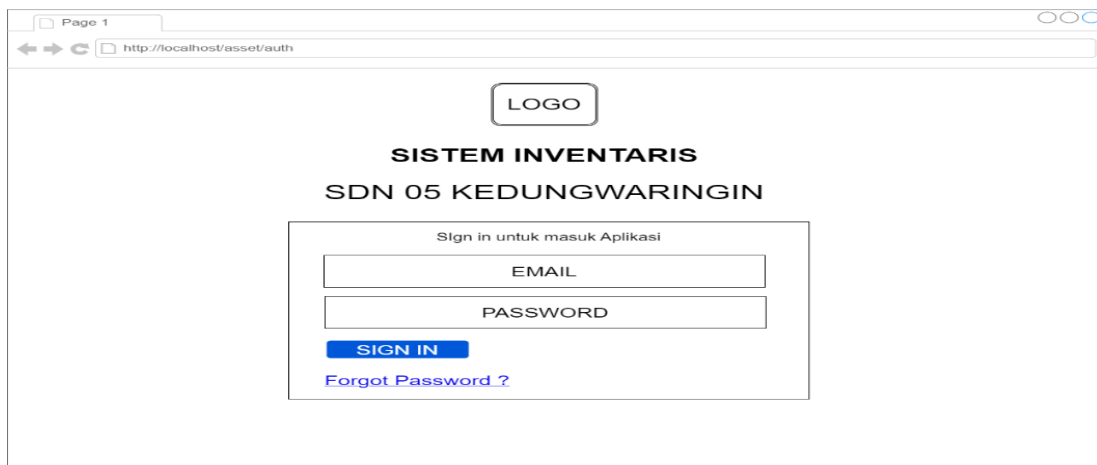 Page 1
http://localhost/asset/auth
LOGO
SISTEM INVENTARIS
SDN 05 KEDUNGWARINGIN
SIgn in untuk masuk Aplikasi
EMAIL
PASSWORD
SIGN IN
Forgot Password ?